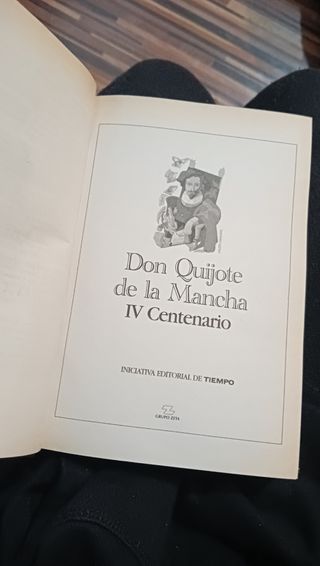 Don Quijote
de la Mancha
IV Centenario
INICIATIVA EDITORIAL DE TIEMPO
GRUPO ZETA